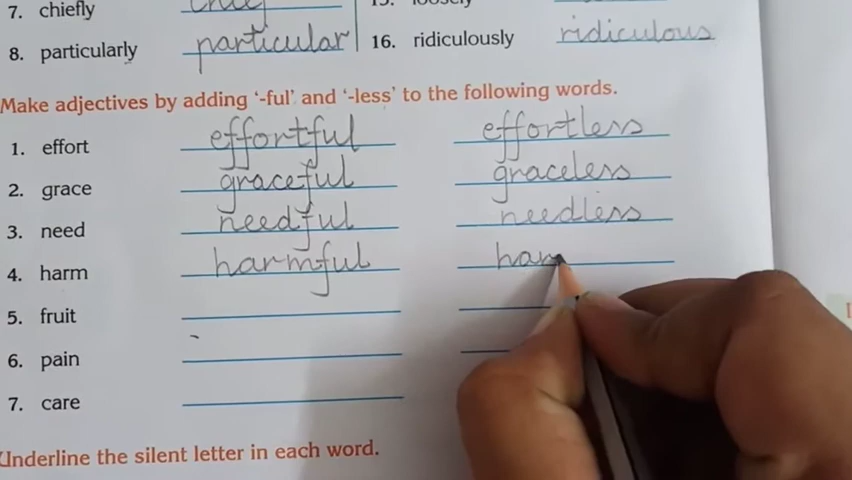 7. chiefly
8. particularly particular 16. ridiculously ridiculous
Make adjectives by adding '-ful' and '-less' to the following words.
1. effort effortful effortless
2. grace graceful graceless
3. need needful needless
4. harm harmful har
5. fruit
6. pain
7. care
Underline the silent letter in each word.